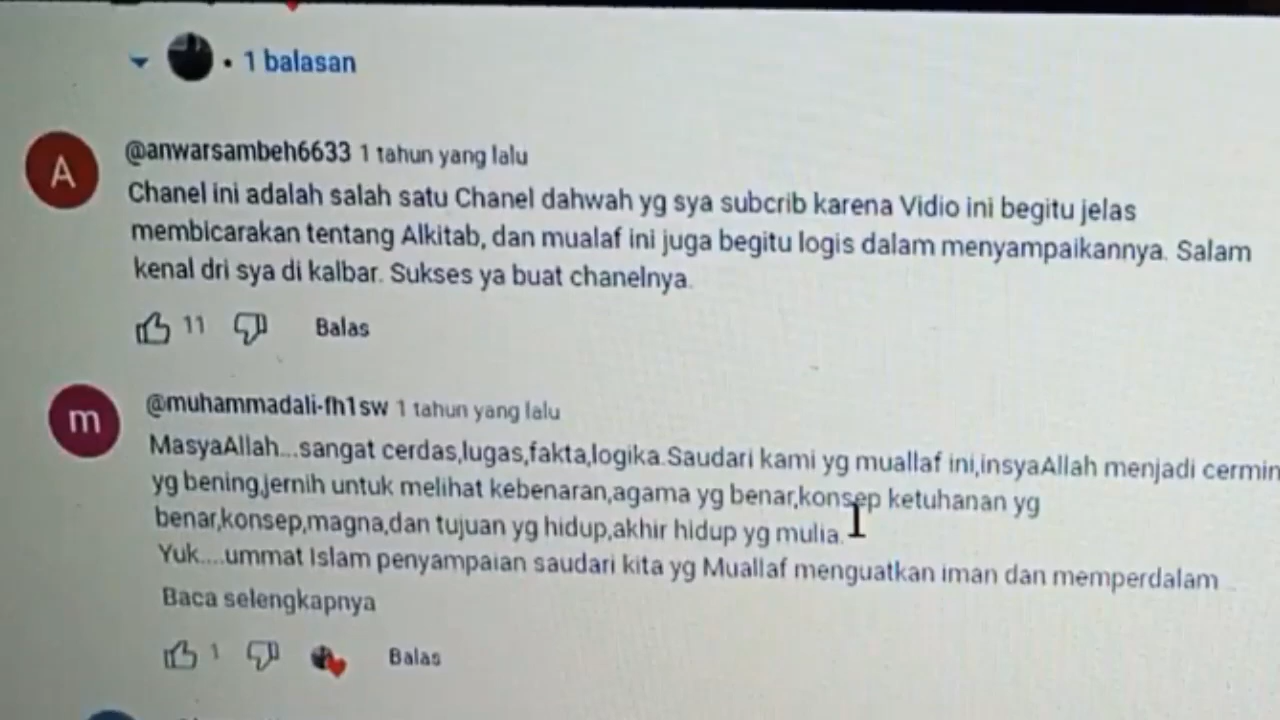 • 1 balasan
A
@anwarsambeh6633 1 tahun yang lalu
Chanel ini adalah salah satu Chanel dahwah yg sya subcrib karena Vidio ini begitu jelas
membicarakan tentang Alkitab, dan mualaf ini juga begitu logis dalam menyampaikannya. Salam
kenal dri sya di kalbar. Sukses ya buat chanelnya.
11 Balas
m
@muhammadali-fh1sw 1 tahun yang lalu
MasyaAllah...sangat cerdas,lugas,fakta,logika.Saudari kami yg muallaf ini,insyaAllah menjadi cermin
yg bening,jernih untuk melihat kebenaran,agama yg benar,konsep ketuhanan yg
benar,konsep,magna,dan tujuan yg hidup,akhir hidup yg mulia.
Yuk....ummat Islam penyampaian saudari kita yg Muallaf menguatkan iman dan memperdalam ...
Baca selengkapnya
1 Balas